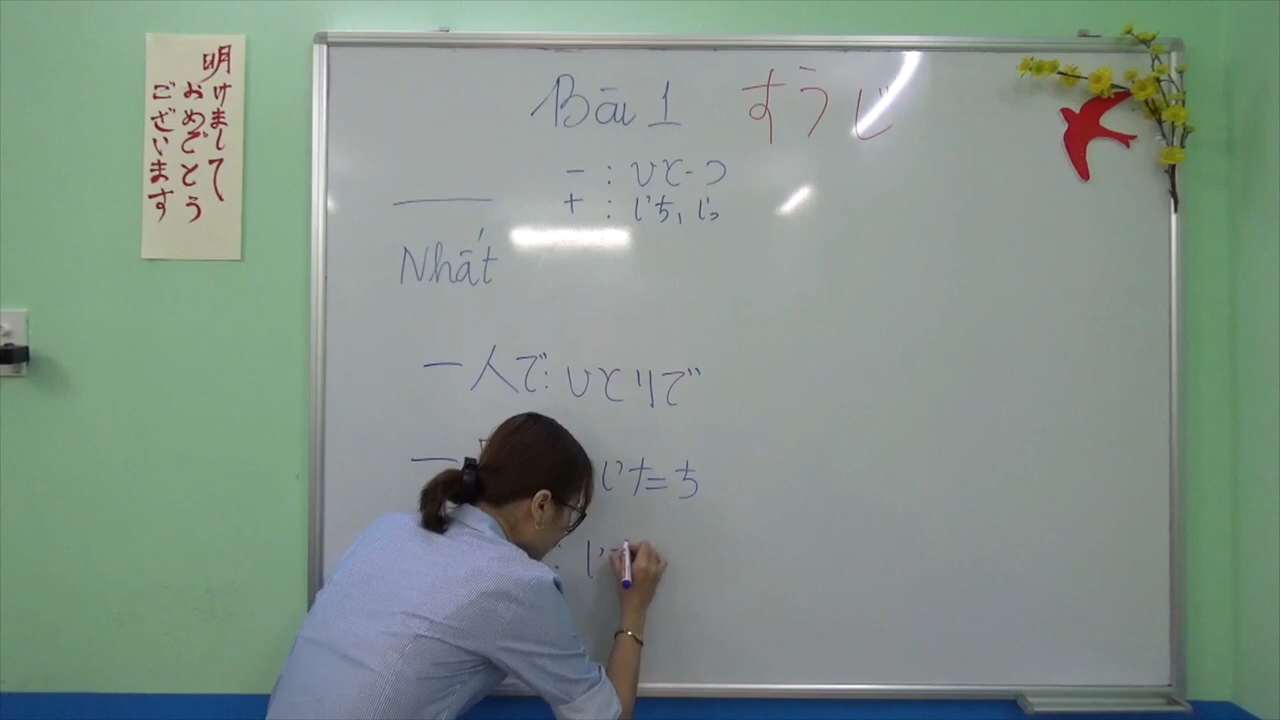 明けまして
おめでとう
ございます
Bài 1 すうじ
- : ひと-つ
+ : いち, いっ
一
Nhất
一人で: ひとりで
一
いち
: い